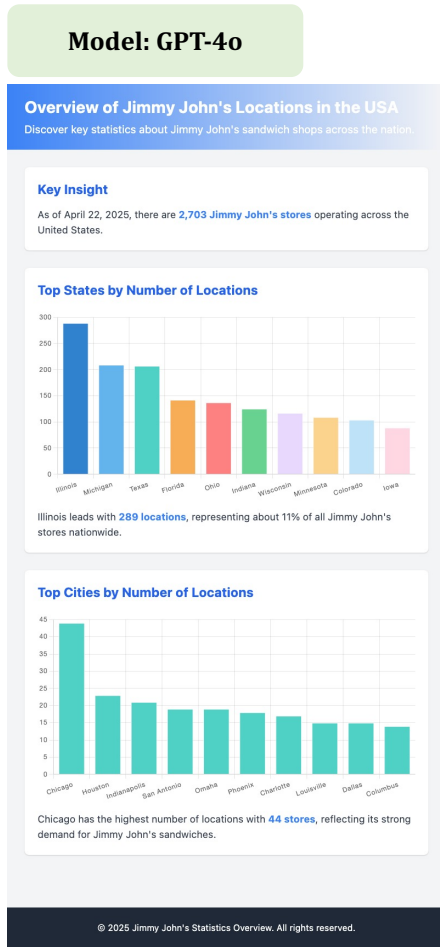 Model: GPT-4o
Overview of Jimmy John's Locations in the USA
Discover key statistics about Jimmy John's sandwich shops across the nation.
Key Insight
As of April 22, 2025, there are 2,703 Jimmy John's stores operating across the
United States.
Top States by Number of Locations
300
250
200
150
100
50
0
Illinois Michigan Texas Florida Ohio Indiana Wisconsin Minnesota Colorado Iowa
Illinois leads with 289 locations, representing about 11% of all Jimmy John's
stores nationwide.
Top Cities by Number of Locations
45
40
35
30
25
20
15
10
5
0
Chicago Houston Indianapolis San Antonio Omaha Phoenix Charlotte Louisville Dallas Columbus
Chicago has the highest number of locations with 44 stores, reflecting its strong
demand for Jimmy John's sandwiches.
© 2025 Jimmy John's Statistics Overview. All rights reserved.